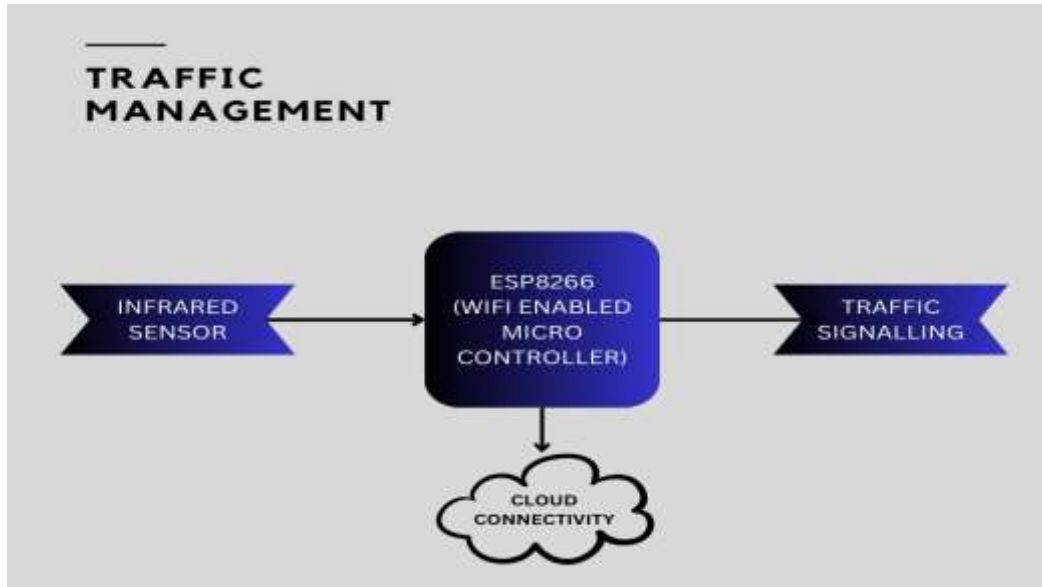 TRAFFIC
MANAGEMENT
INFRARED
SENSOR
ESP8266
(WIFI ENABLED
MICRO
CONTROLLER)
TRAFFIC
SIGNALLING
CLOUD
CONNECTIVITY